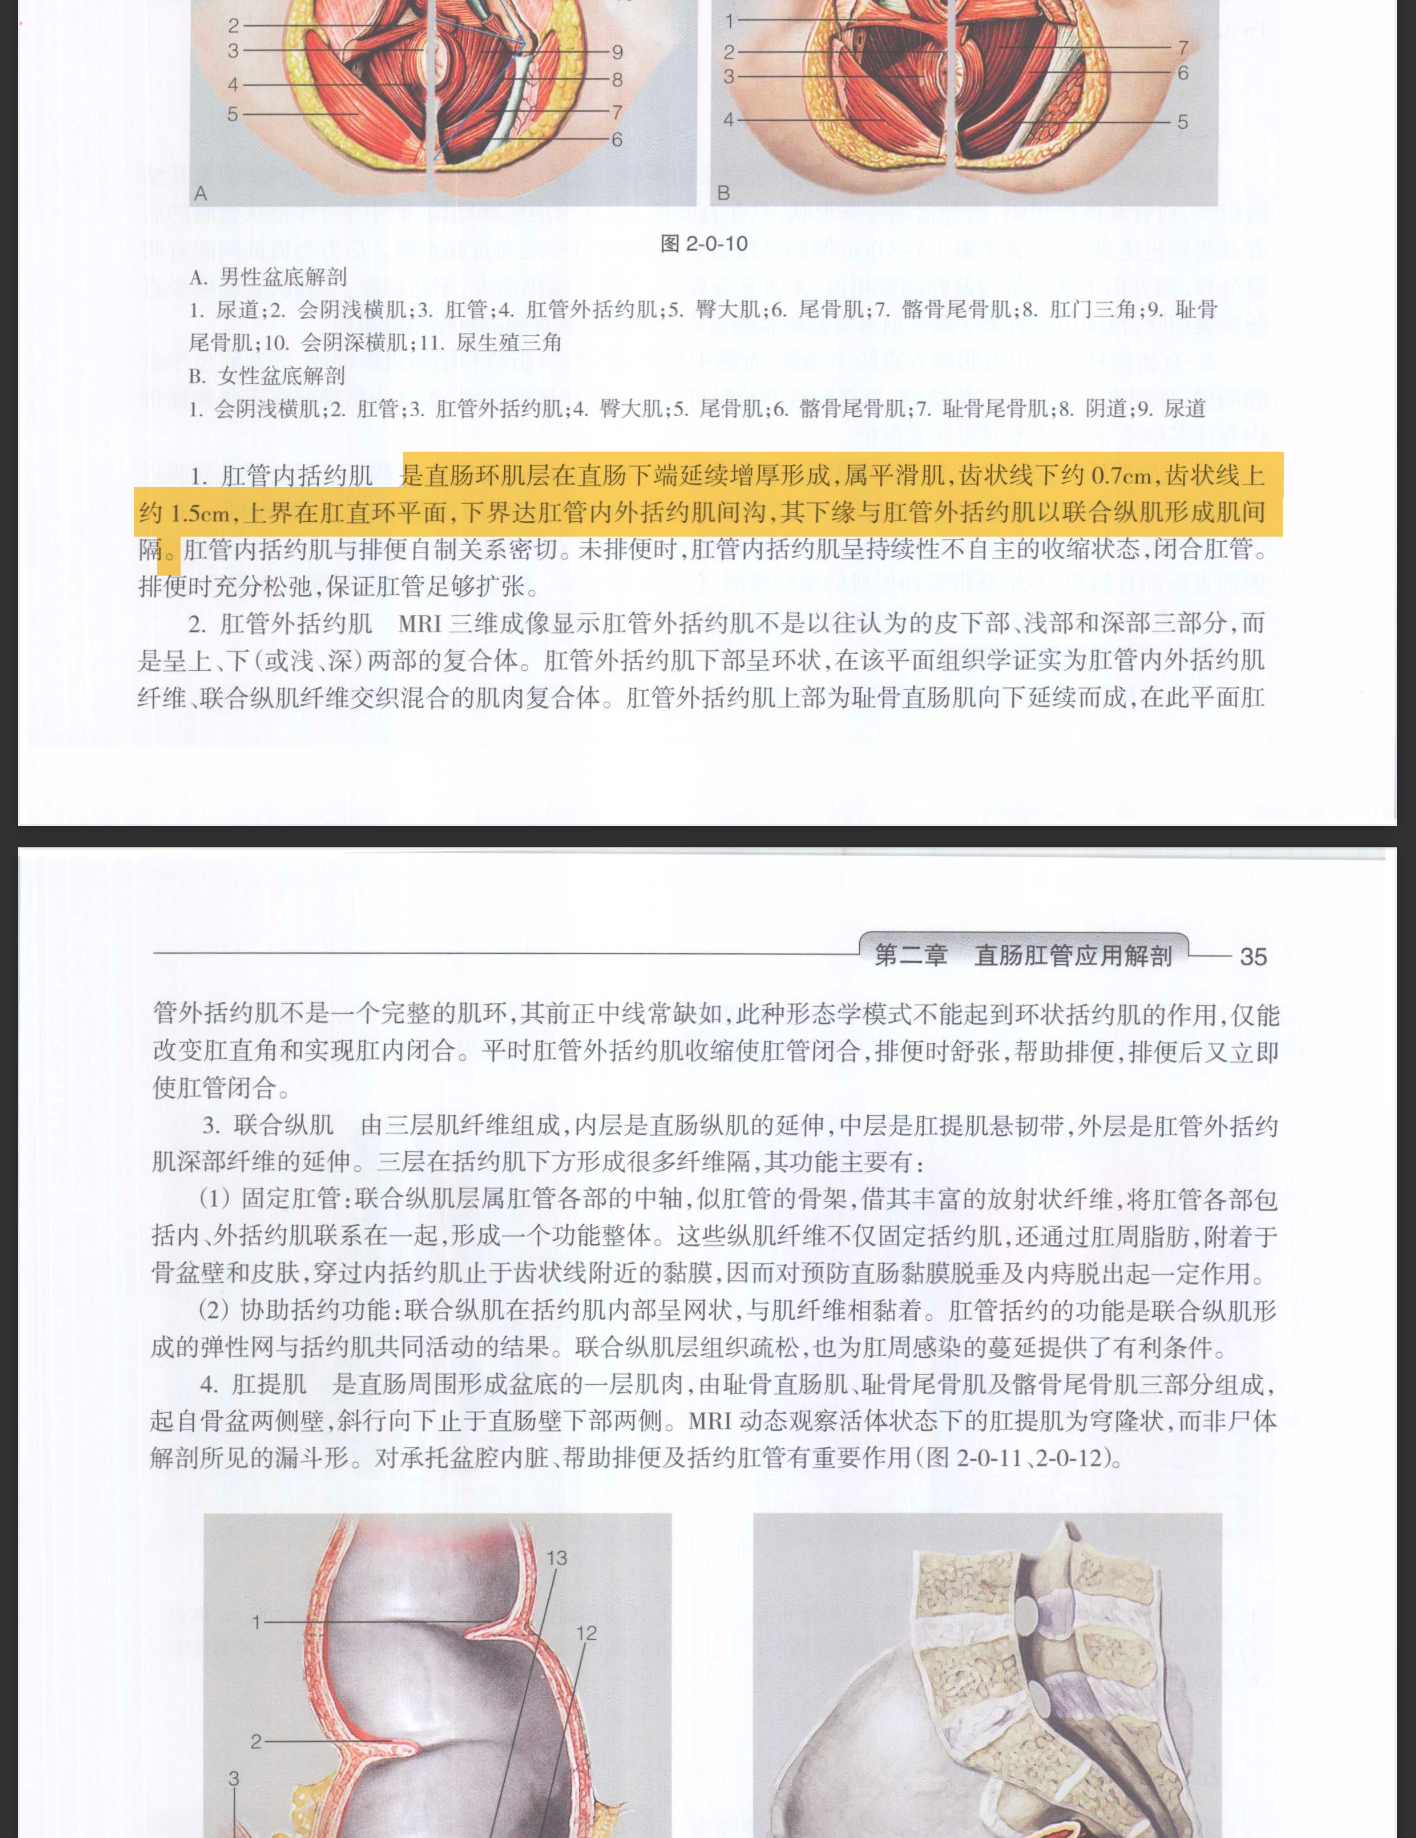 2
3
4
5
9
8
7
6
A
1
2
3
4
7
6
5
B
图 2-0-10
A. 男性盆底解剖
1. 尿道;2. 会阴浅横肌;3. 肛管;4. 肛管外括约肌;5. 臀大肌;6. 尾骨肌;7. 髂骨尾骨肌;8. 肛门三角;9. 耻骨
尾骨肌;10. 会阴深横肌;11. 尿生殖三角
B. 女性盆底解剖
1. 会阴浅横肌;2. 肛管;3. 肛管外括约肌;4. 臀大肌;5. 尾骨肌;6. 髂骨尾骨肌;7. 耻骨尾骨肌;8. 阴道;9. 尿道
1. 肛管内括约肌 是直肠环肌层在直肠下端延续增厚形成,属平滑肌,齿状线下约 0.7cm,齿状线上
约 1.5cm,上界在肛直环平面,下界达肛管内外括约肌间沟,其下缘与肛管外括约肌以联合纵肌形成肌间
隔。肛管内括约肌与排便自制关系密切。未排便时,肛管内括约肌呈持续性不自主的收缩状态,闭合肛管。
排便时充分松弛,保证肛管足够扩张。
2. 肛管外括约肌 MRI 三维成像显示肛管外括约肌不是以往认为的皮下部、浅部和深部三部分,而
是呈上、下(或浅、深)两部的复合体。肛管外括约肌下部呈环状,在该平面组织学证实为肛管内外括约肌
纤维、联合纵肌纤维交织混合的肌肉复合体。肛管外括约肌上部为耻骨直肠肌向下延续而成,在此平面肛
第二章 直肠肛管应用解剖 35
管外括约肌不是一个完整的肌环,其前正中线常缺如,此种形态学模式不能起到环状括约肌的作用,仅能
改变肛直角和实现肛内闭合。平时肛管外括约肌收缩使肛管闭合,排便时舒张,帮助排便,排便后又立即
使肛管闭合。
3. 联合纵肌 由三层肌纤维组成,内层是直肠纵肌的延伸,中层是肛提肌悬韧带,外层是肛管外括约
肌深部纤维的延伸。三层在括约肌下方形成很多纤维隔,其功能主要有:
(1) 固定肛管:联合纵肌层属肛管各部的中轴,似肛管的骨架,借其丰富的放射状纤维,将肛管各部包
括内、外括约肌联系在一起,形成一个功能整体。这些纵肌纤维不仅固定括约肌,还通过肛周脂肪,附着于
骨盆壁和皮肤,穿过内括约肌止于齿状线附近的黏膜,因而对预防直肠黏膜脱垂及内痔脱出起一定作用。
(2) 协助括约功能:联合纵肌在括约肌内部呈网状,与肌纤维相黏着。肛管括约的功能是联合纵肌形
成的弹性网与括约肌共同活动的结果。联合纵肌层组织疏松,也为肛周感染的蔓延提供了有利条件。
4. 肛提肌 是直肠周围形成盆底的一层肌肉,由耻骨直肠肌、耻骨尾骨肌及髂骨尾骨肌三部分组成,
起自骨盆两侧壁,斜行向下止于直肠壁下部两侧。MRI 动态观察活体状态下的肛提肌为穹隆状,而非尸体
解剖所见的漏斗形。对承托盆腔内脏、帮助排便及括约肛管有重要作用(图 2-0-11、2-0-12)。
13
1
12
2
3